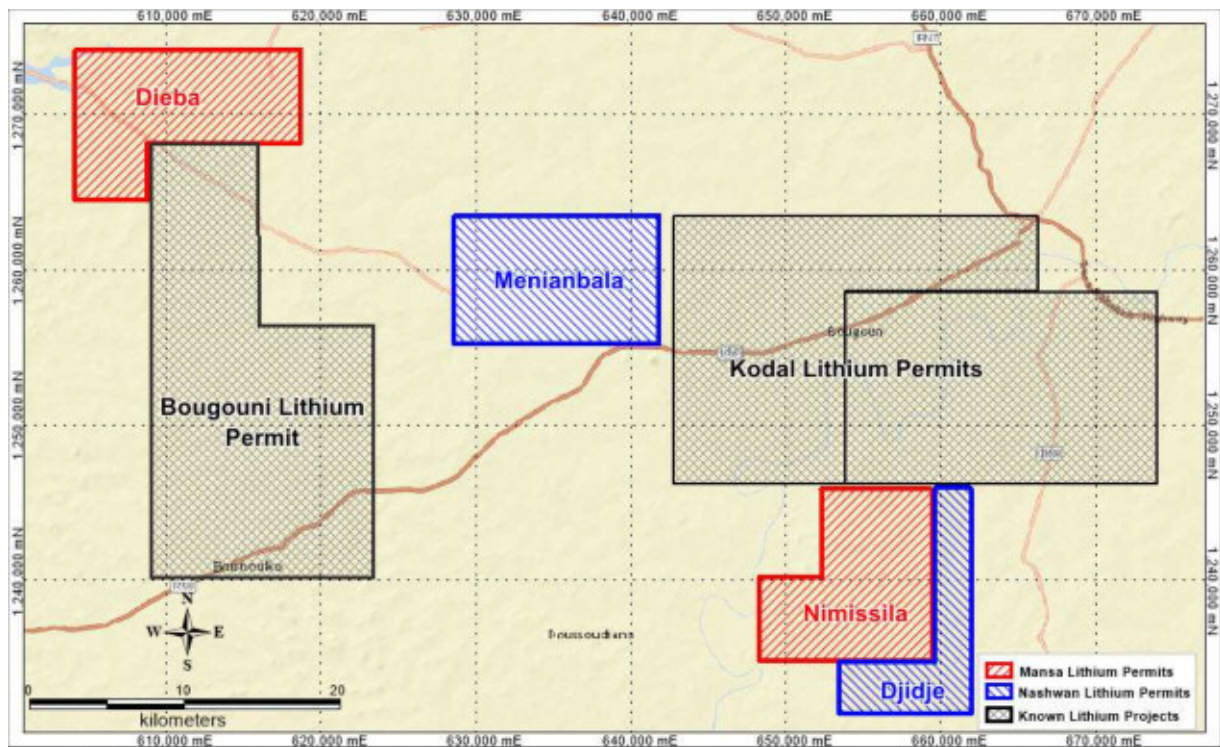 610,000 mE 620,000 mE 630,000 mE 640,000 mE 650,000 mE 660,000 mE 670,000 mE
1,270,000 mN
1,260,000 mN
1,250,000 mN
1,240,000 mN
Dieba
Menianbala
Bougoun
Kodal Lithium Permits
Bougouni Lithium
Permit
Nimissila
Djidje
1,270,000 mN
1,260,000 mN
1,250,000 mN
1,240,000 mN
N
W E
S
0 10 20
kilometers
Mansa Lithium Permits
Nashwan Lithium Permits
Known Lithium Projects
610,000 mE 620,000 mE 630,000 mE 640,000 mE 650,000 mE 660,000 mE 670,000 mE